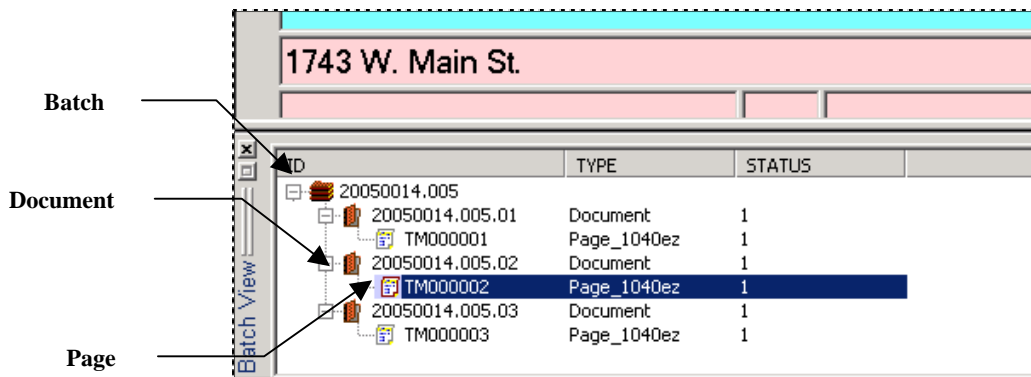 1743 W. Main St.
Batch
ID TYPE STATUS
20050014.005
Document
20050014.005.01 Document 1
TM000001 Page_1040ez 1
20050014.005.02 Document 1
TM000002 Page_1040ez 1
20050014.005.03 Document 1
TM000003 Page_1040ez 1
Page
Batch View